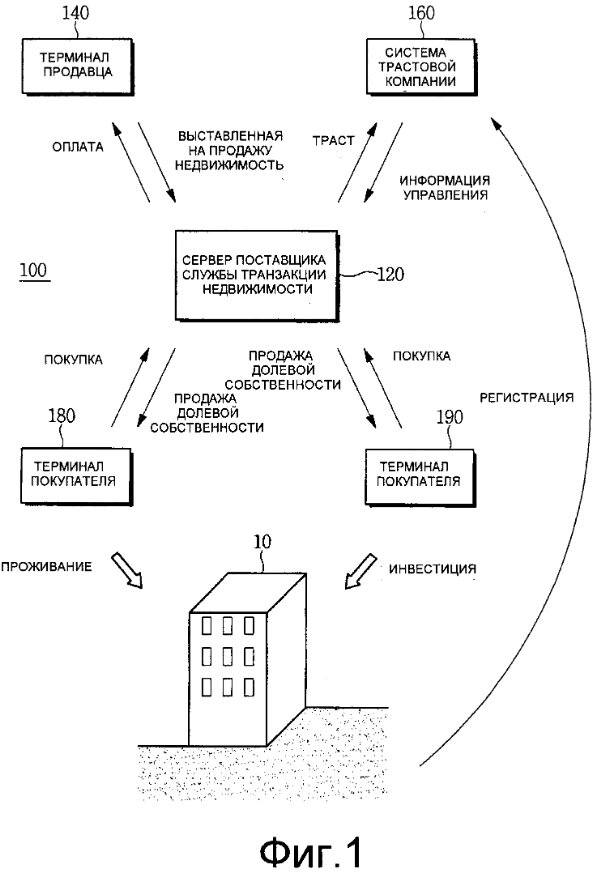 140
160
ТЕРМИНАЛ
ПРОДАВЦА
СИСТЕМА
ТРАСТОВОЙ
КОМПАНИИ
ОПЛАТА
ВЫСТАВЛЕННАЯ
НА ПРОДАЖУ
НЕДВИЖИМОСТЬ
ТРАСТ
ИНФОРМАЦИЯ
УПРАВЛЕНИЯ
100
СЕРВЕР ПОСТАВЩИКА
СЛУЖБЫ ТРАНЗАКЦИИ
НЕДВИЖИМОСТИ
120
ПОКУПКА
ПРОДАЖА
ДОЛЕВОЙ
СОБСТВЕННОСТИ
ПРОДАЖА
ДОЛЕВОЙ
СОБСТВЕННОСТИ
ПОКУПКА
РЕГИСТРАЦИЯ
180
190
ТЕРМИНАЛ
ПОКУПАТЕЛЯ
ТЕРМИНАЛ
ПОКУПАТЕЛЯ
ПРОЖИВАНИЕ
10
ИНВЕСТИЦИЯ
Фиг.1